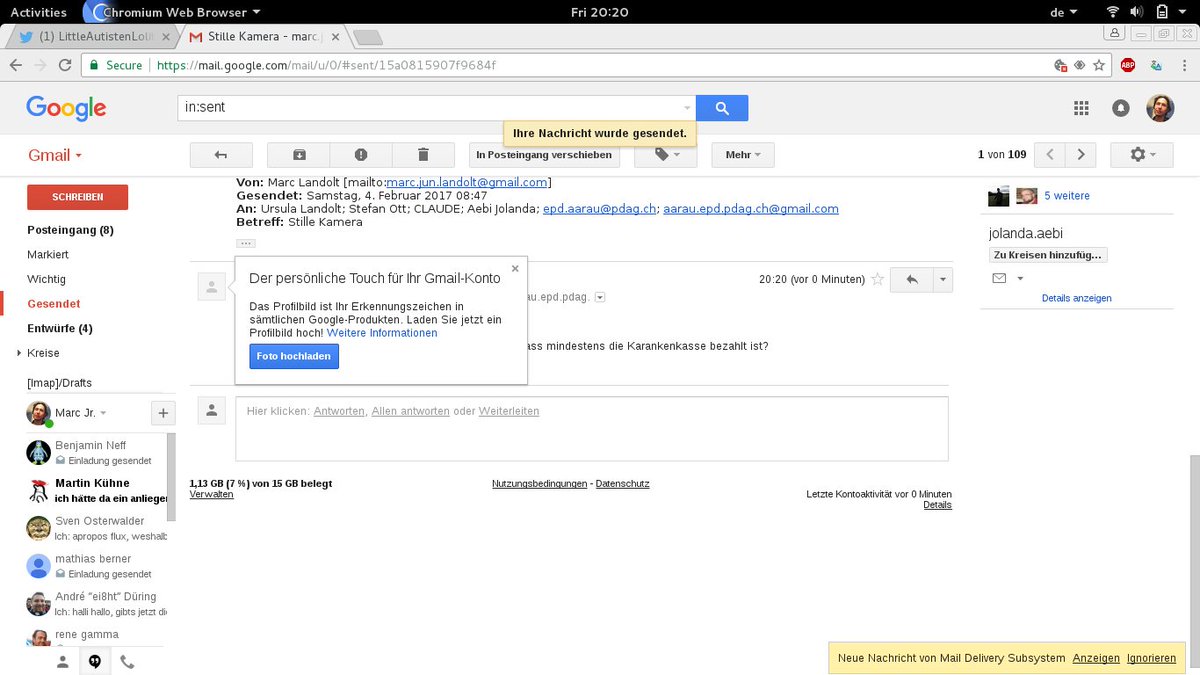 Activities
Chromium Web Browser
Fri 20:20
de
(1) LittleAutistenLoli
Stille Kamera - marc.j
Secure
https://mail.google.com/mail/u/0/#sent/15a0815907f9684f
ABP
Google
in:sent
Ihre Nachricht wurde gesendet.
Gmail
In Posteingang verschieben
Mehr
1 von 109
SCHREIBEN
Posteingang (8)
Markiert
Wichtig
Gesendet
Entwürfe (4)
Kreise
[Imap]/Drafts
Marc Jr.
Benjamin Neff
Einladung gesendet
Martin Kühne
ich hätte da ein anlieger
Sven Osterwalder
Ich: apropos flux, weshalb
mathias berner
Einladung gesendet
André "ei8ht" Düring
Ich: halli hallo, gibts jetzt di
rene gamma
Von: Marc Landolt [mailto:marc.jun.landolt@gmail.com]
Gesendet: Samstag, 4. Februar 2017 08:47
An: Ursula Landolt; Stefan Ott; CLAUDE; Aebi Jolanda; epd.aarau@pdag.ch; aarau.epd.pdag.ch@gmail.com
Betreff: Stille Kamera
Der persönliche Touch für Ihr Gmail-Konto
Das Profilbild ist Ihr Erkennungszeichen in
sämtlichen Google-Produkten. Laden Sie jetzt ein
Profilbild hoch! Weitere Informationen
Foto hochladen
20:20 (vor 0 Minuten)
au.epd.pdag.
ass mindestens die Karankenkasse bezahlt ist?
Hier klicken: Antworten, Allen antworten oder Weiterleiten
1,13 GB (7 %) von 15 GB belegt
Verwalten
Nutzungsbedingungen - Datenschutz
Letzte Kontoaktivität vor 0 Minuten
Details
5 weitere
jolanda.aebi
Zu Kreisen hinzufüg...
Details anzeigen
Neue Nachricht von Mail Delivery Subsystem Anzeigen Ignorieren